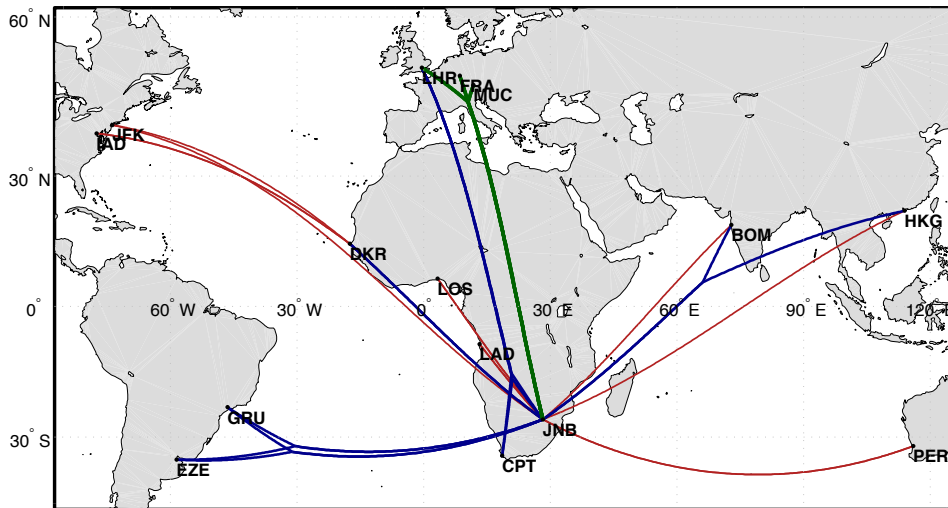 60° N
LHR
FRA
MUC
JFK
IAD
30° N
HKG
BOM
DKR
LOS
0°
60° W
30° W
0°
30° E
60° E
90° E
120° E
LAD
GRU
JNB
30° S
PER
EZE
CPT